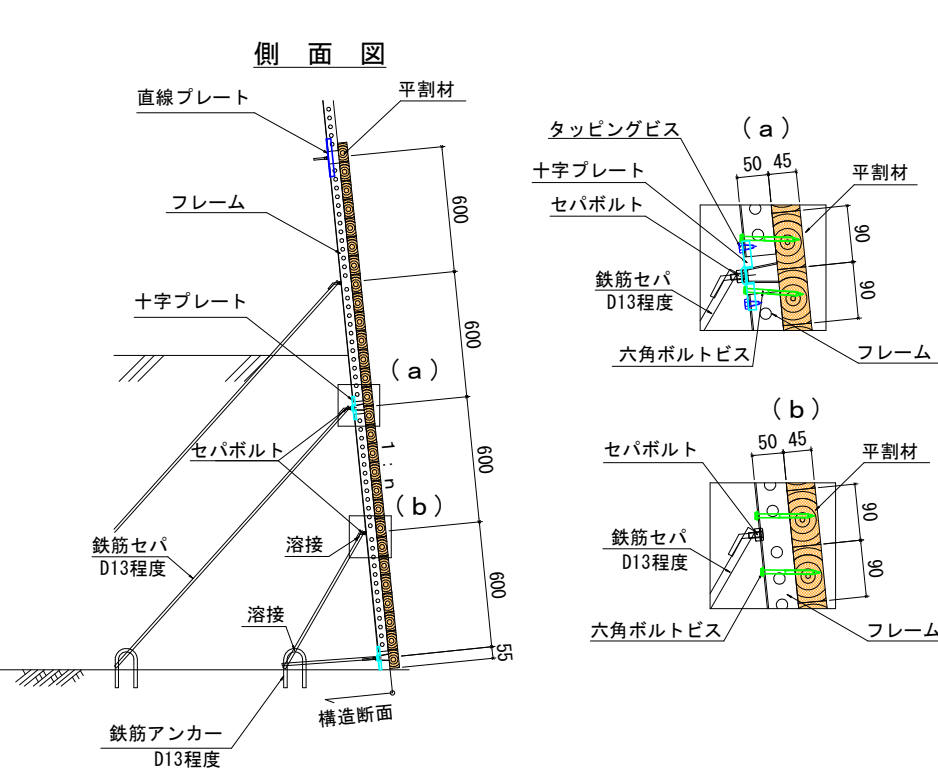 側面図
直線プレート
平割材
フレーム
600
十字プレート
600
(a)
セパボルト
1:n
600
(b)
鉄筋セパ
D13程度
溶接
600
溶接
55
構造断面
鉄筋アンカー
D13程度
(a)
タッピングビス
50 45
十字プレート
平割材
セパボルト
90
鉄筋セパ
D13程度
90
六角ボルトビス
フレーム
(b)
セパボルト
50 45
平割材
90
鉄筋セパ
D13程度
90
六角ボルトビス
フレーム